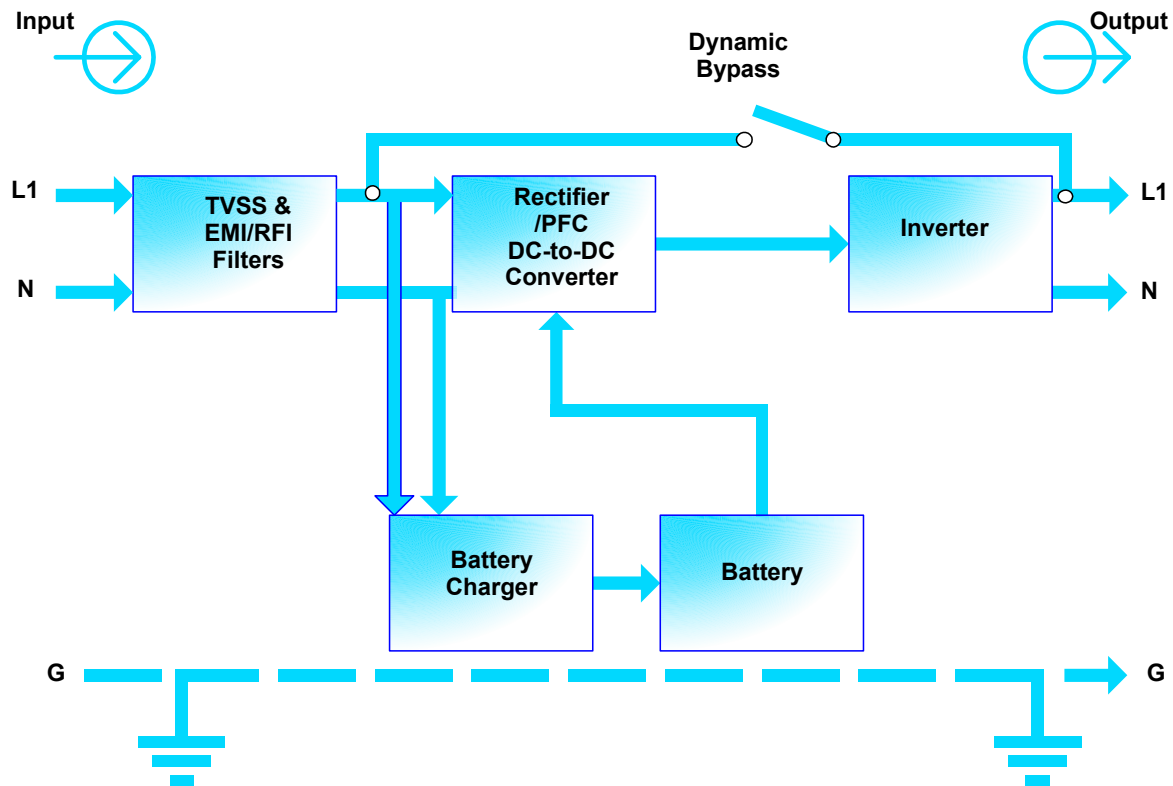 Input
Output
Dynamic
Bypass
L1
TVSS &
EMI/RFI
Filters
Rectifier
/PFC
DC-to-DC
Converter
Inverter
L1
N
N
Battery
Charger
Battery
G
G